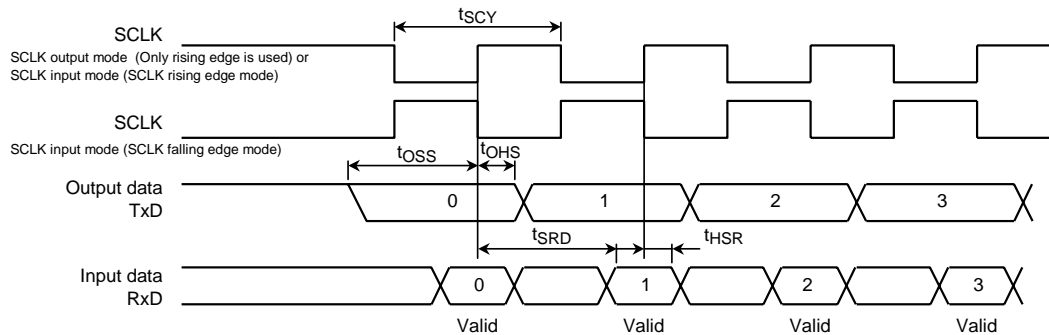 tSCY
SCLK
SCLK output mode (Only rising edge is used) or
SCLK input mode (SCLK rising edge mode)
SCLK
SCLK input mode (SCLK falling edge mode)
tOSS
tOHS
Output data
TxD
0 1 2 3
tSRD
tHSR
Input data
RxD
0 1 2 3
Valid Valid Valid Valid